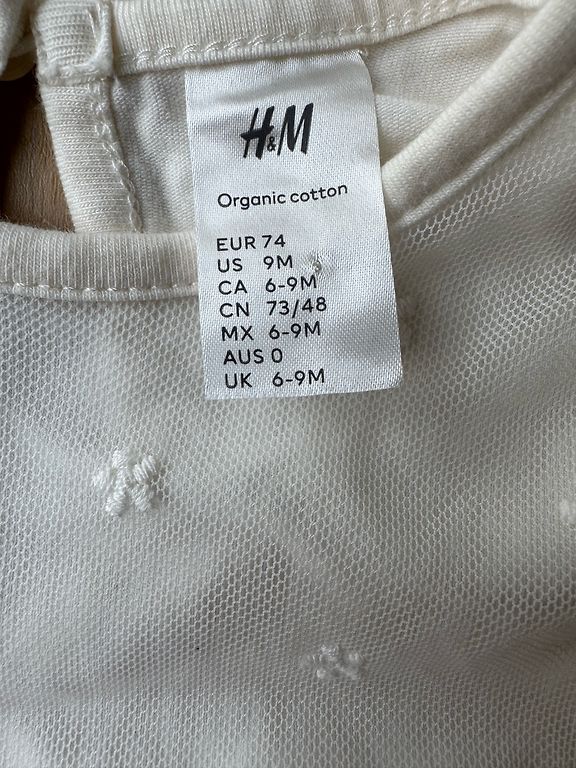 H&M
Organic cotton
EUR 74
US 9M
CA 6-9M
CN 73/48
MX 6-9M
AUS 0
UK 6-9M